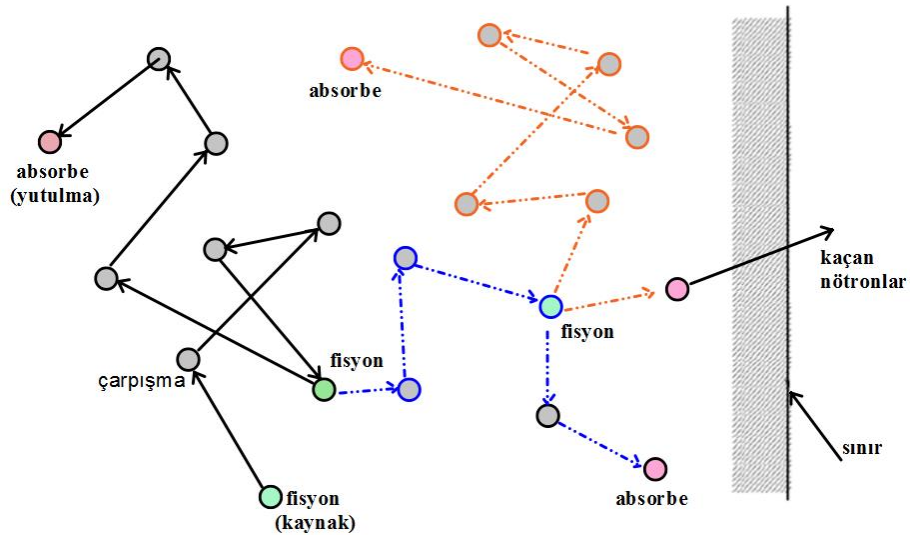 absorbe
absorbe
(yutulma)
kaçan
nötronlar
fisyon
fisyon
çarpışma
sınır
fisyon
(kaynak)
absorbe